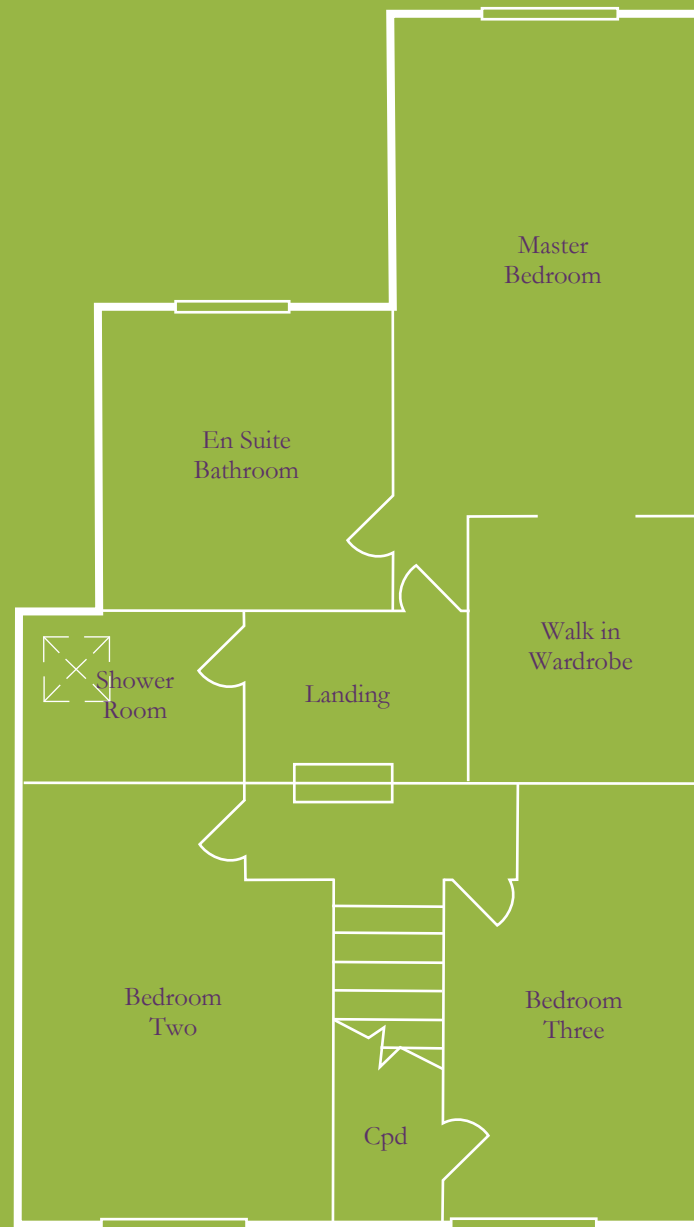 Master
Bedroom
En Suite
Bathroom
Walk in
Wardrobe
Shower
Room
Landing
Bedroom
Two
Bedroom
Three
Cpd